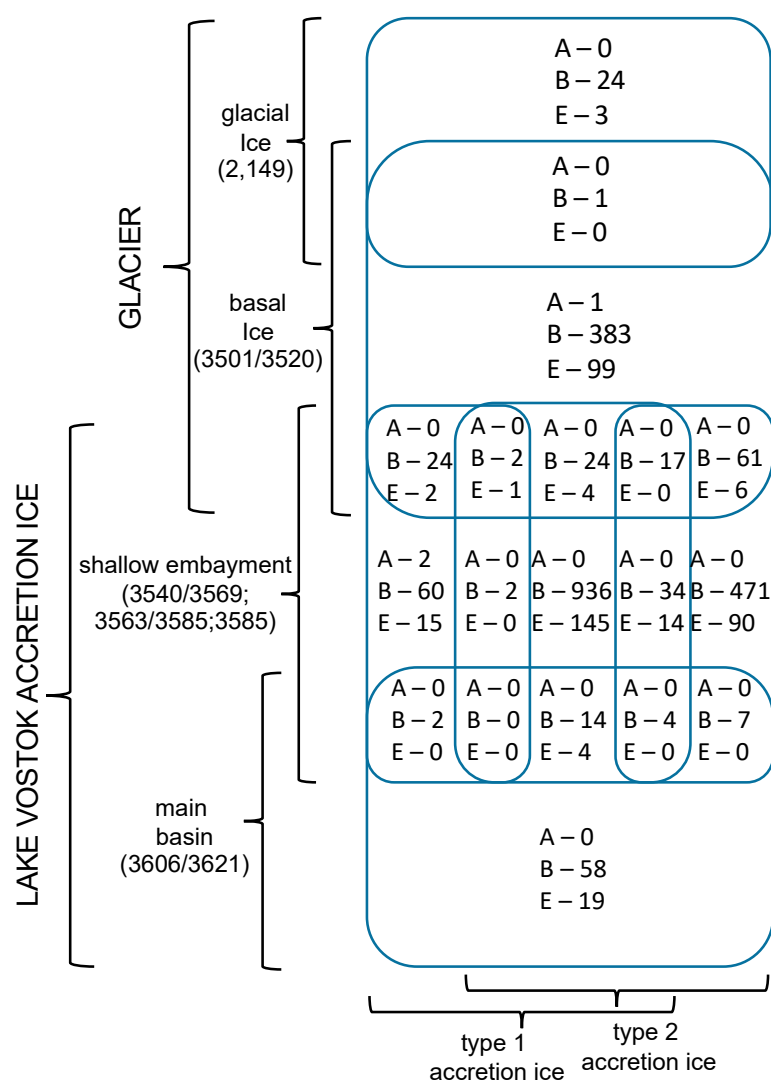 A – 0
B – 24
E – 3
glacial
Ice
(2,149)
A – 0
B – 1
E – 0
GLACIER
basal
Ice
(3501/3520)
A – 1
B – 383
E – 99
A – 0
B – 24
E – 2
A – 0
B – 2
E – 1
A – 0
B – 24
E – 4
A – 0
B – 17
E – 0
A – 0
B – 61
E – 6
LAKE VOSTOK ACCRETION ICE
shallow embayment
(3540/3569;
3563/3585;3585)
A – 2
B – 60
E – 15
A – 0
B – 2
E – 0
A – 0
B – 936
E – 145
A – 0
B – 34
E – 14
A – 0
B – 471
E – 90
A – 0
B – 2
E – 0
A – 0
B – 0
E – 0
A – 0
B – 14
E – 4
A – 0
B – 4
E – 0
A – 0
B – 7
E – 0
main
basin
(3606/3621)
A – 0
B – 58
E – 19
type 1
accretion ice
type 2
accretion ice